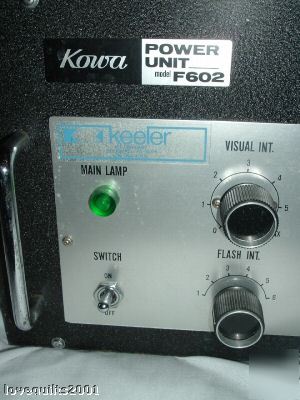 Kowa
POWER
UNIT
model F602
keeler
MAIN LAMP
VISUAL INT.
0 1 2 3 4 5
SWITCH
ON
OFF
FLASH INT.
1 2 3 4 5 6
lovequilts2001